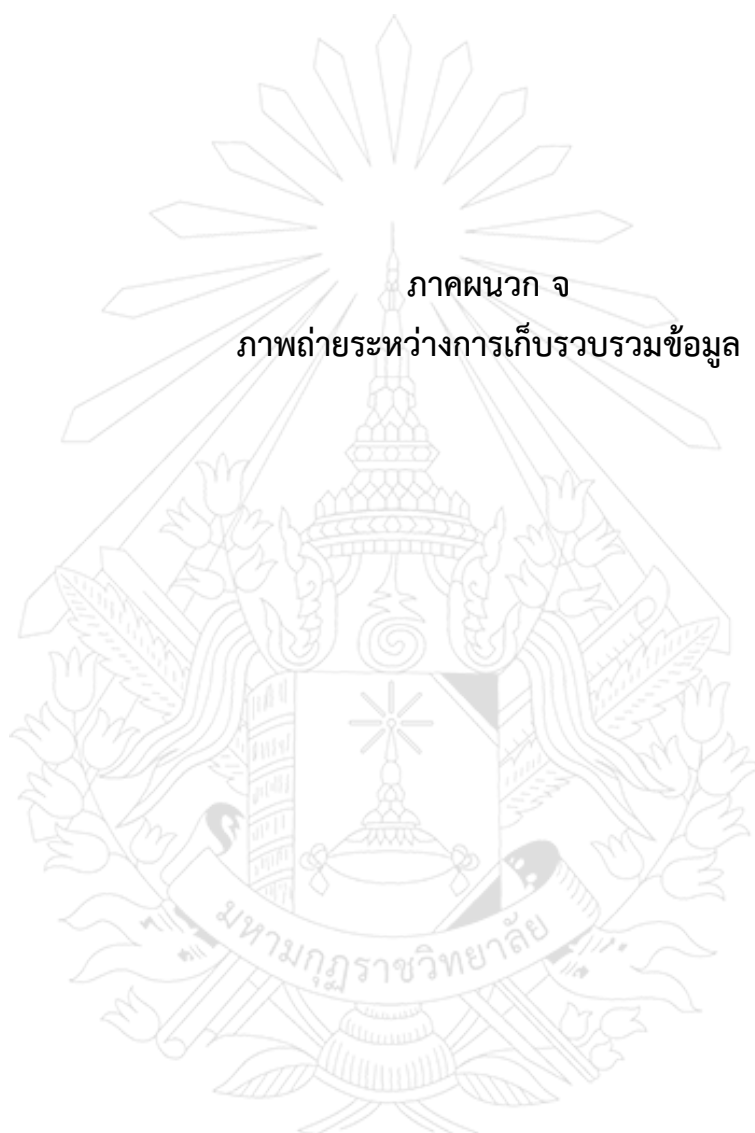 ภาคผนวก จ
ภาพถ่ายระหว่างการเก็บรวบรวมข้อมูล
มหามกุฏราชวิทยาลัย